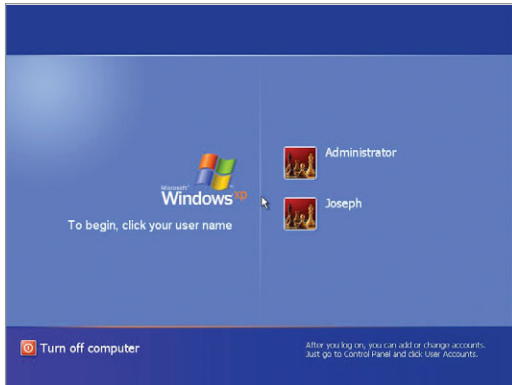 Administrator
Microsoft
Windows xp
Joseph
To begin, click your user name
Turn off computer
After you log on, you can add or change accounts.
Just go to Control Panel and click User Accounts.